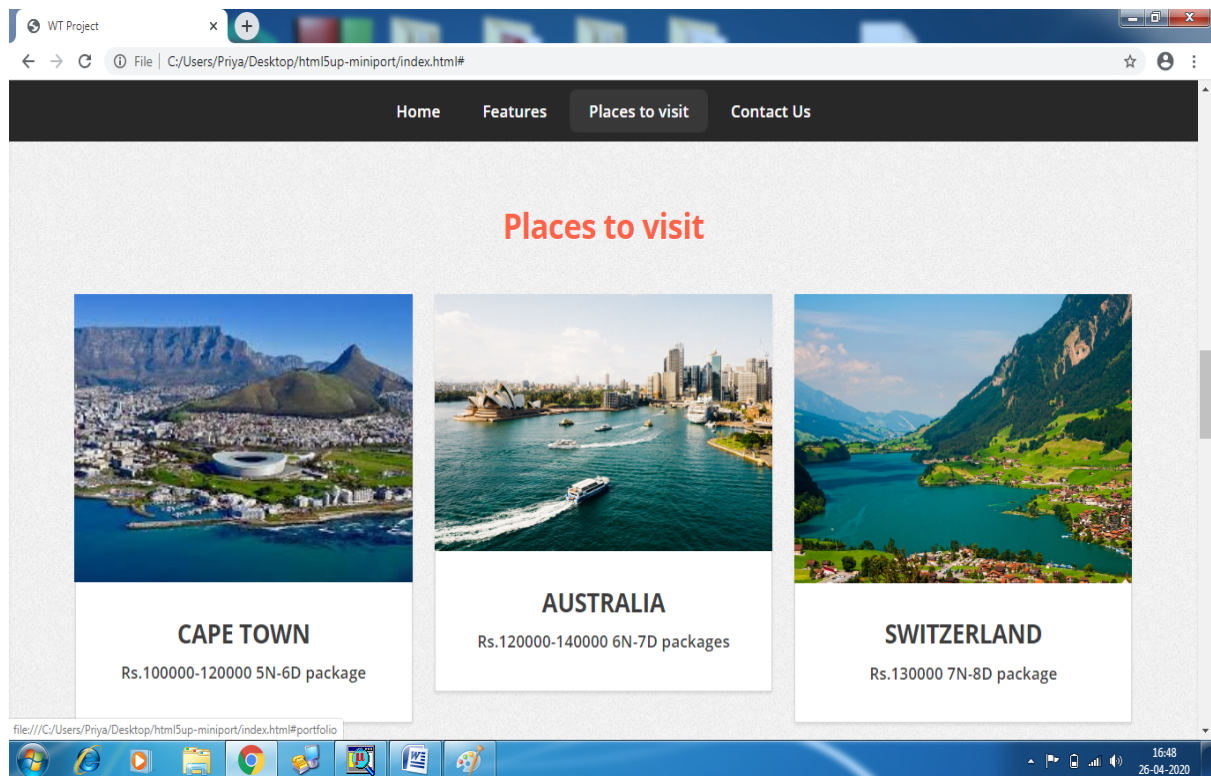 WT Project
File | C:/Users/Priya/Desktop/html5up-miniport/index.html#
Home Features Places to visit Contact Us
Places to visit
CAPE TOWN
Rs.100000-120000 5N-6D package
AUSTRALIA
Rs.120000-140000 6N-7D packages
SWITZERLAND
Rs.130000 7N-8D package
file:///C:/Users/Priya/Desktop/html5up-miniport/index.html#portfolio
16:48
26-04-2020